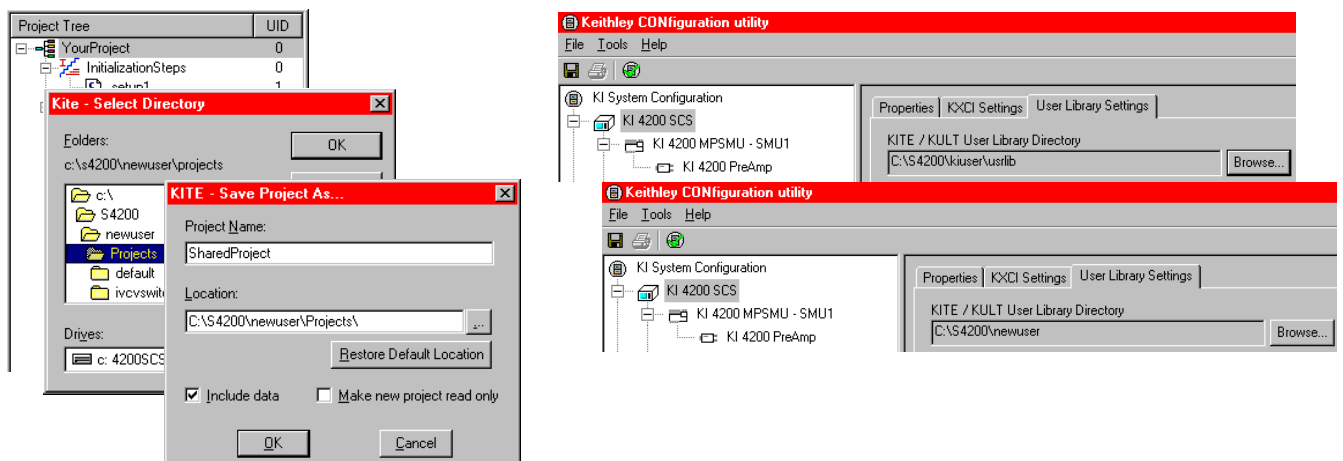 Project Tree UID
YourProject 0
InitializationSteps 0
setup1 1
Kite - Select Directory
Folders:
c:\s4200\newuser\projects
OK
c:\
S4200
newuser
Projects
default
Drives:
c: 4200SCS
KITE - Save Project As...
Project Name:
SharedProject
Location:
C:\S4200\newuser\Projects\
...
Restore Default Location
Include data Make new project read only
OK Cancel
Keithley CONfiguration utility
File Tools Help
KI System Configuration
KI 4200 SCS
KI 4200 MPSMU - SMU1
KI 4200 PreAmp
Properties KXCI Settings User Library Settings
KITE / KULT User Library Directory
C:\S4200\kiuser\usrlib
Browse...
Keithley CONfiguration utility
File Tools Help
KI System Configuration
KI 4200 SCS
KI 4200 MPSMU - SMU1
KI 4200 PreAmp
Properties KXCI Settings User Library Settings
KITE / KULT User Library Directory
C:\S4200\newuser
Browse...